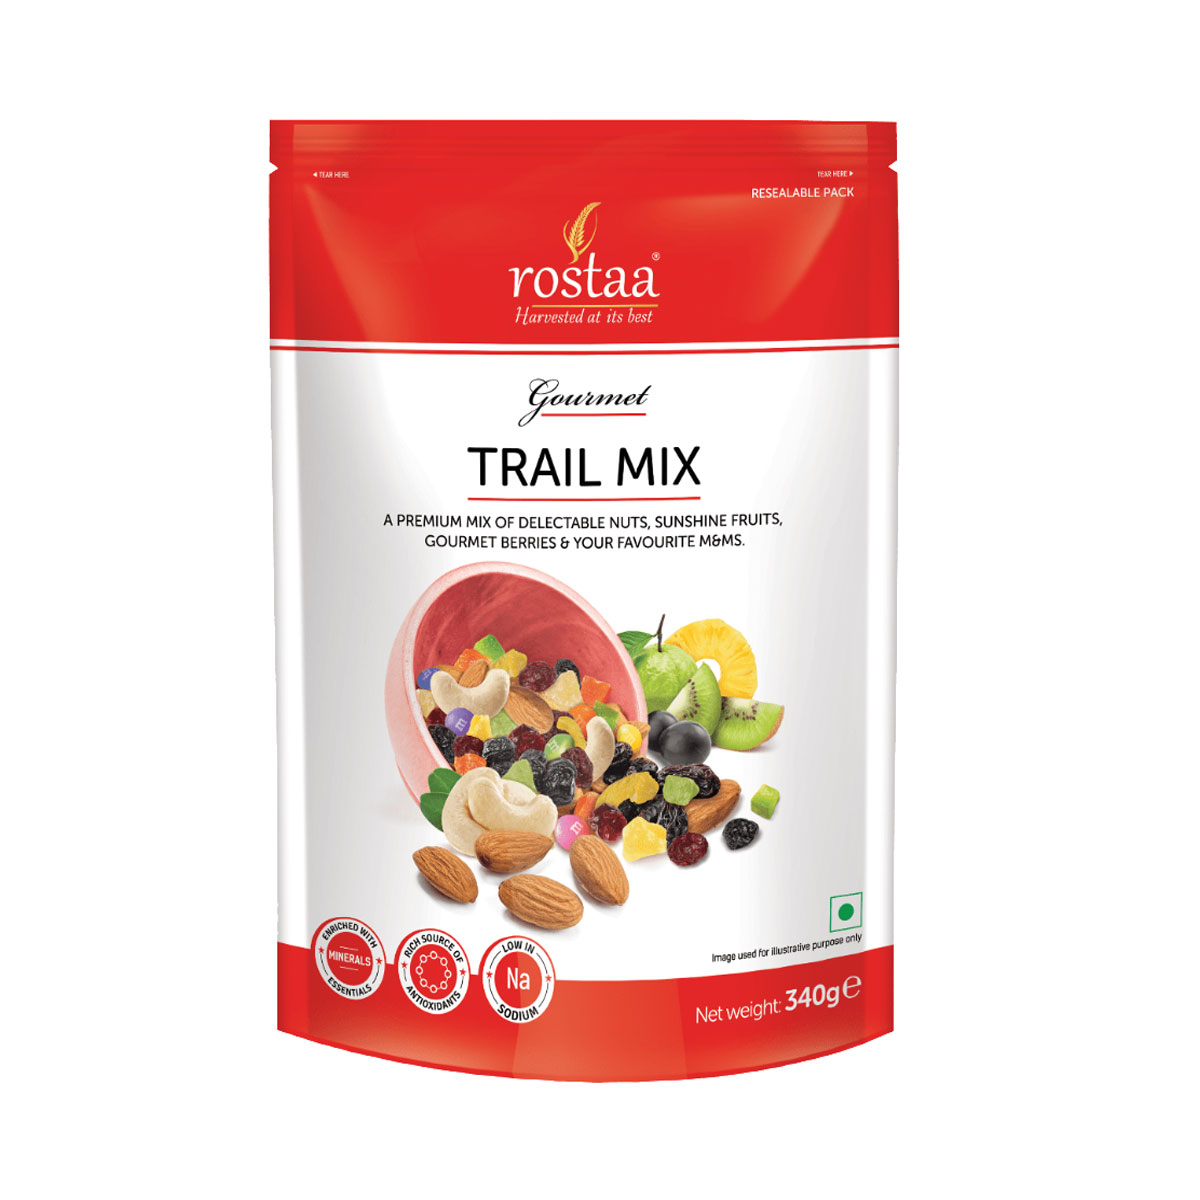 TEAR HERE
TEAR HERE
RESEALABLE PACK
rostaa®
Harvested at its best
Gourmet
TRAIL MIX
A PREMIUM MIX OF DELECTABLE NUTS, SUNSHINE FRUITS,
GOURMET BERRIES & YOUR FAVOURITE M&MS.
ENRICHED WITH
MINERALS
ESSENTIALS
RICH SOURCE OF
ANTIOXIDANTS
LOW IN
Na
SODIUM
Image used for illustrative purpose only
Net weight: 340g℮